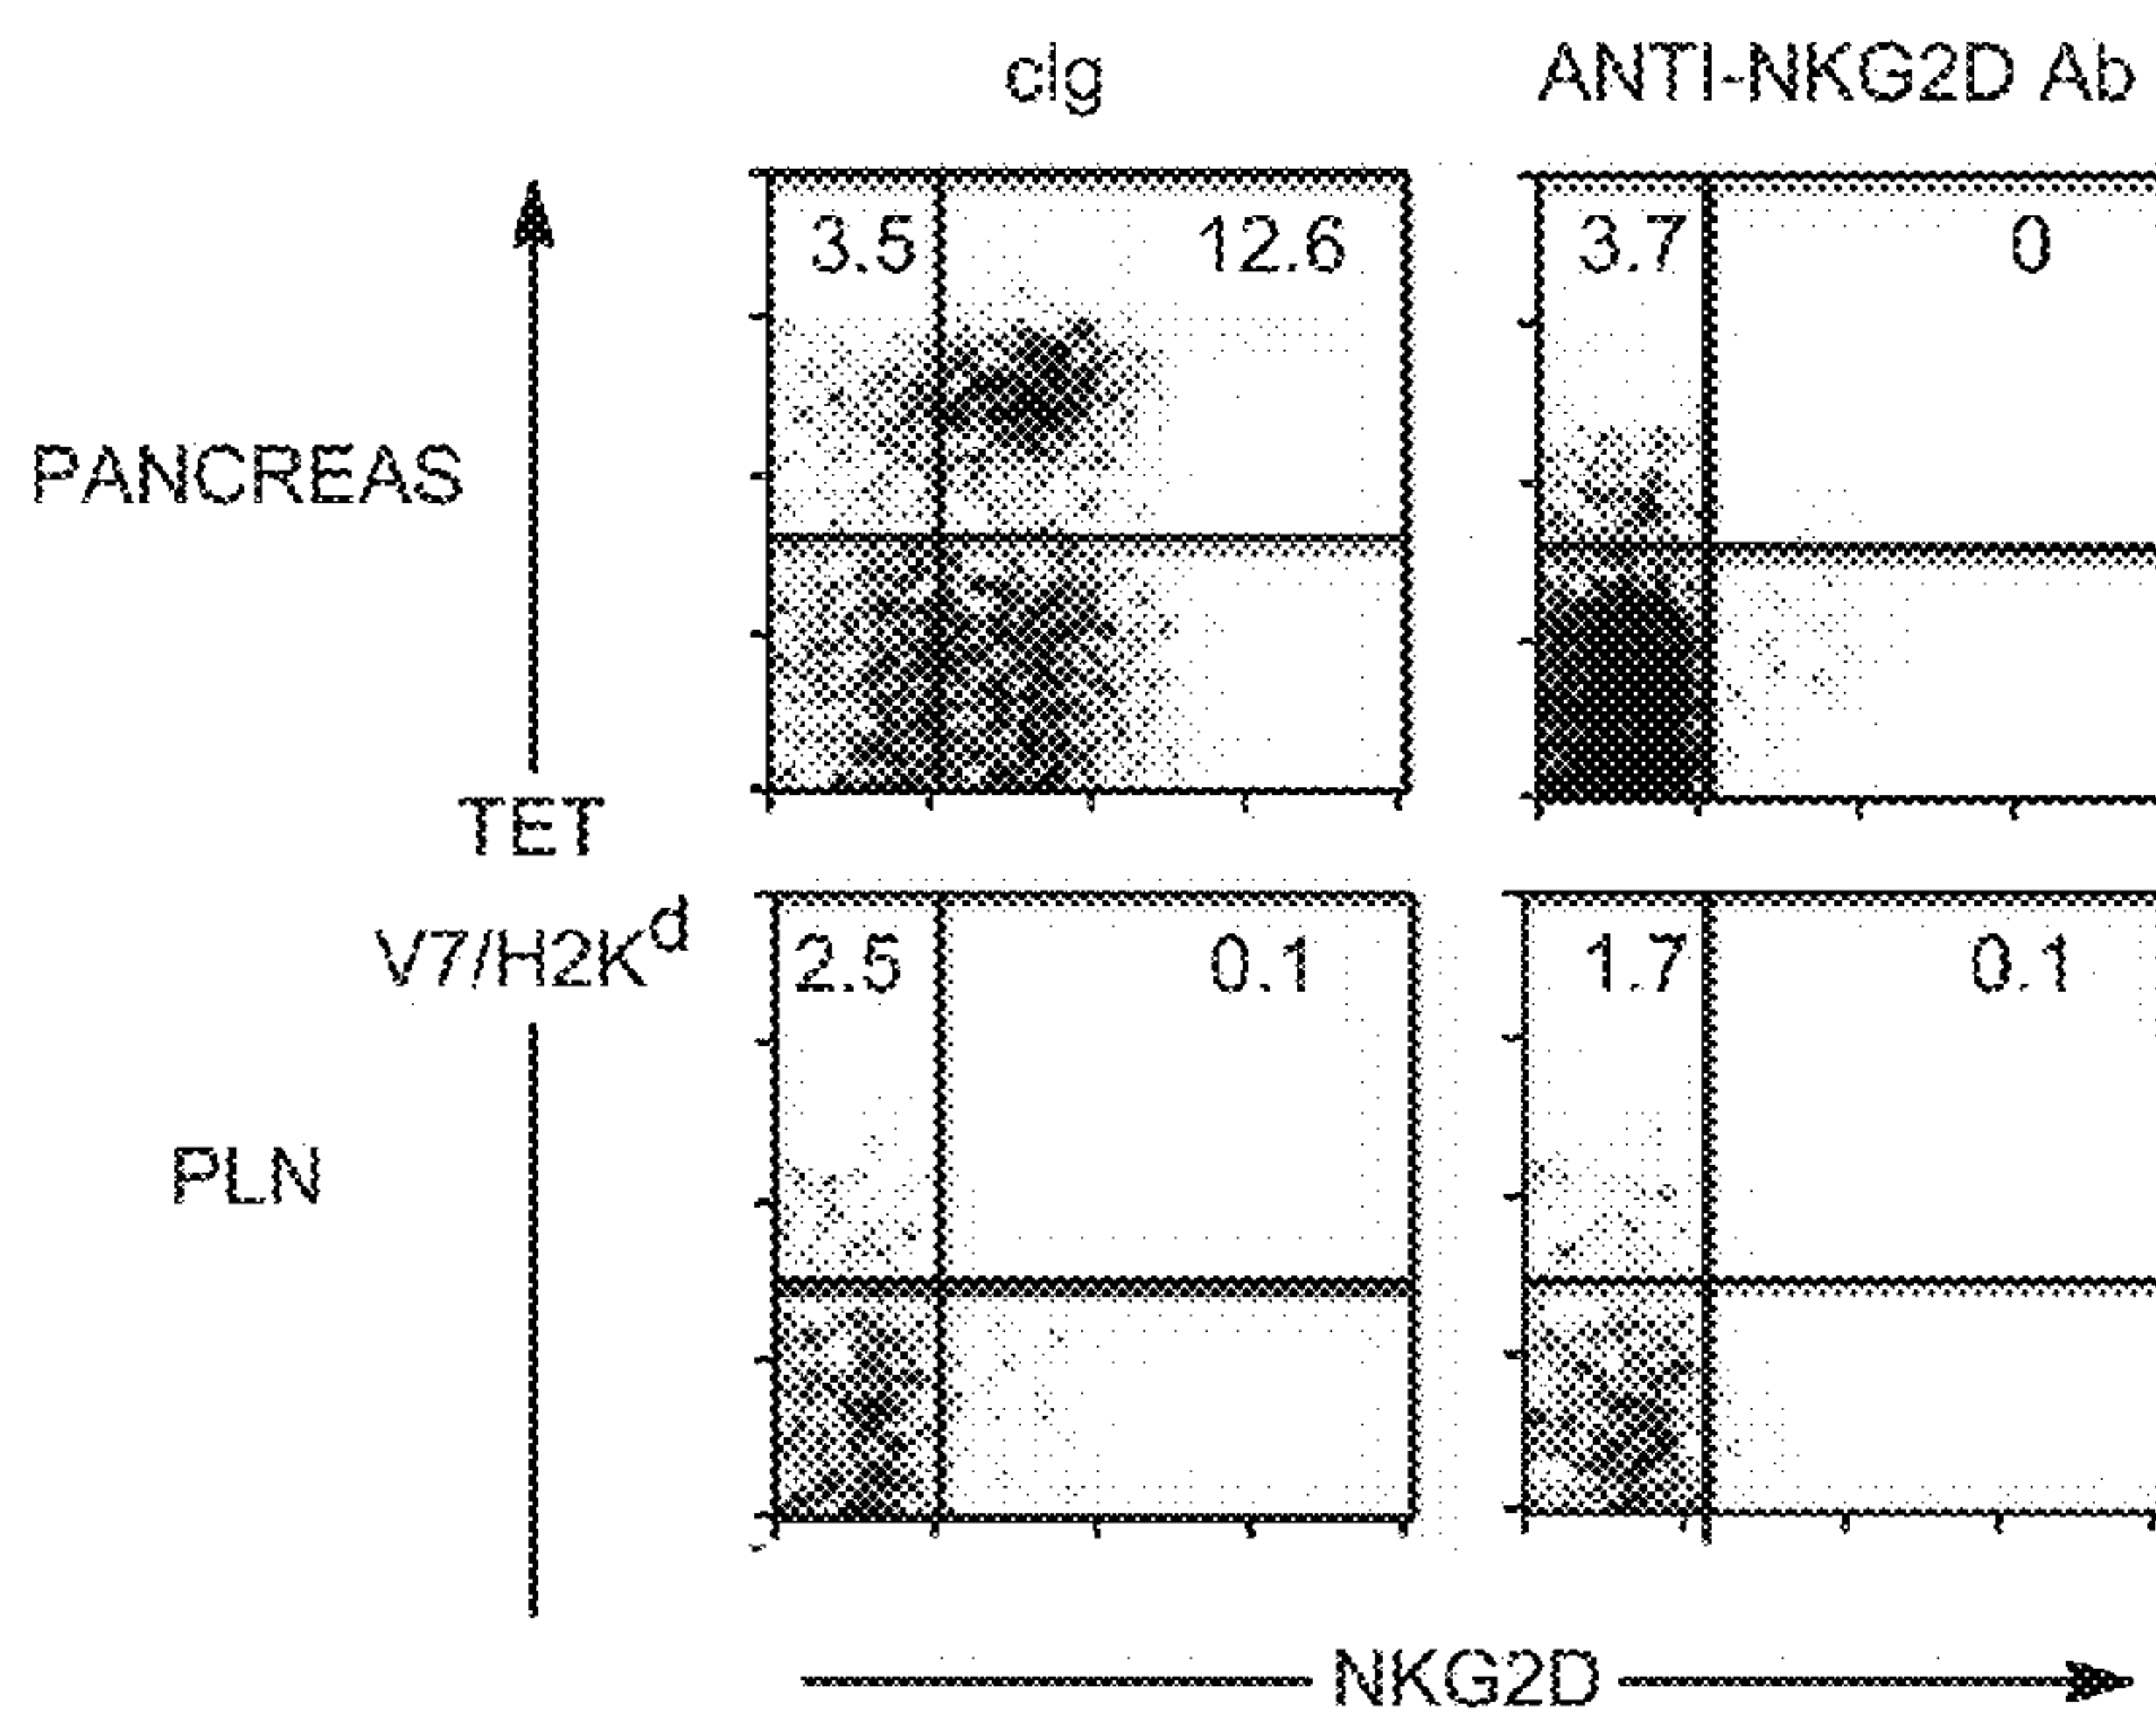 cIg ANTI-NKG2D Ab
3.5 12.6 3.7 0
PANCREAS
TET
V7/H2Kd
2.5 0.1 1.7 0.1
PLN
NKG2D